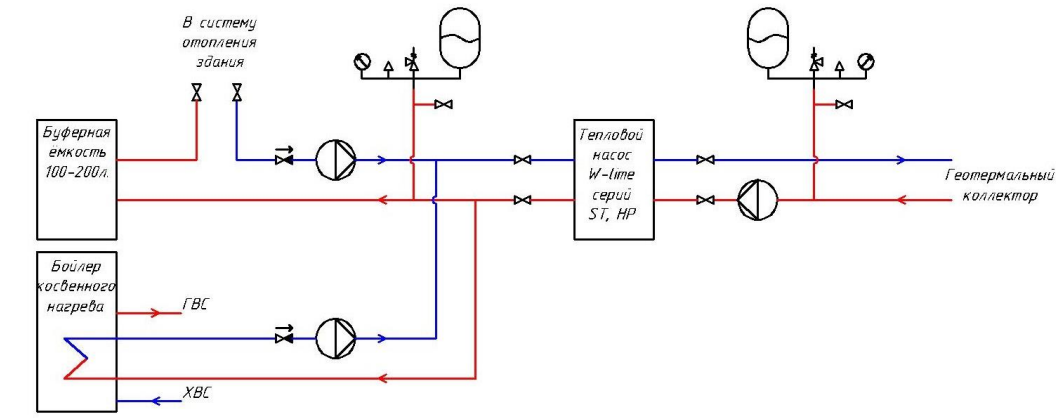 В систему
отопления
здания
Буферная
ёмкость
100-200л.
Тепловой
насос
W-lime
серий
ST, HP
Геотермальный
коллектор
Бойлер
косвенного
нагрева
ГВС
ХВС